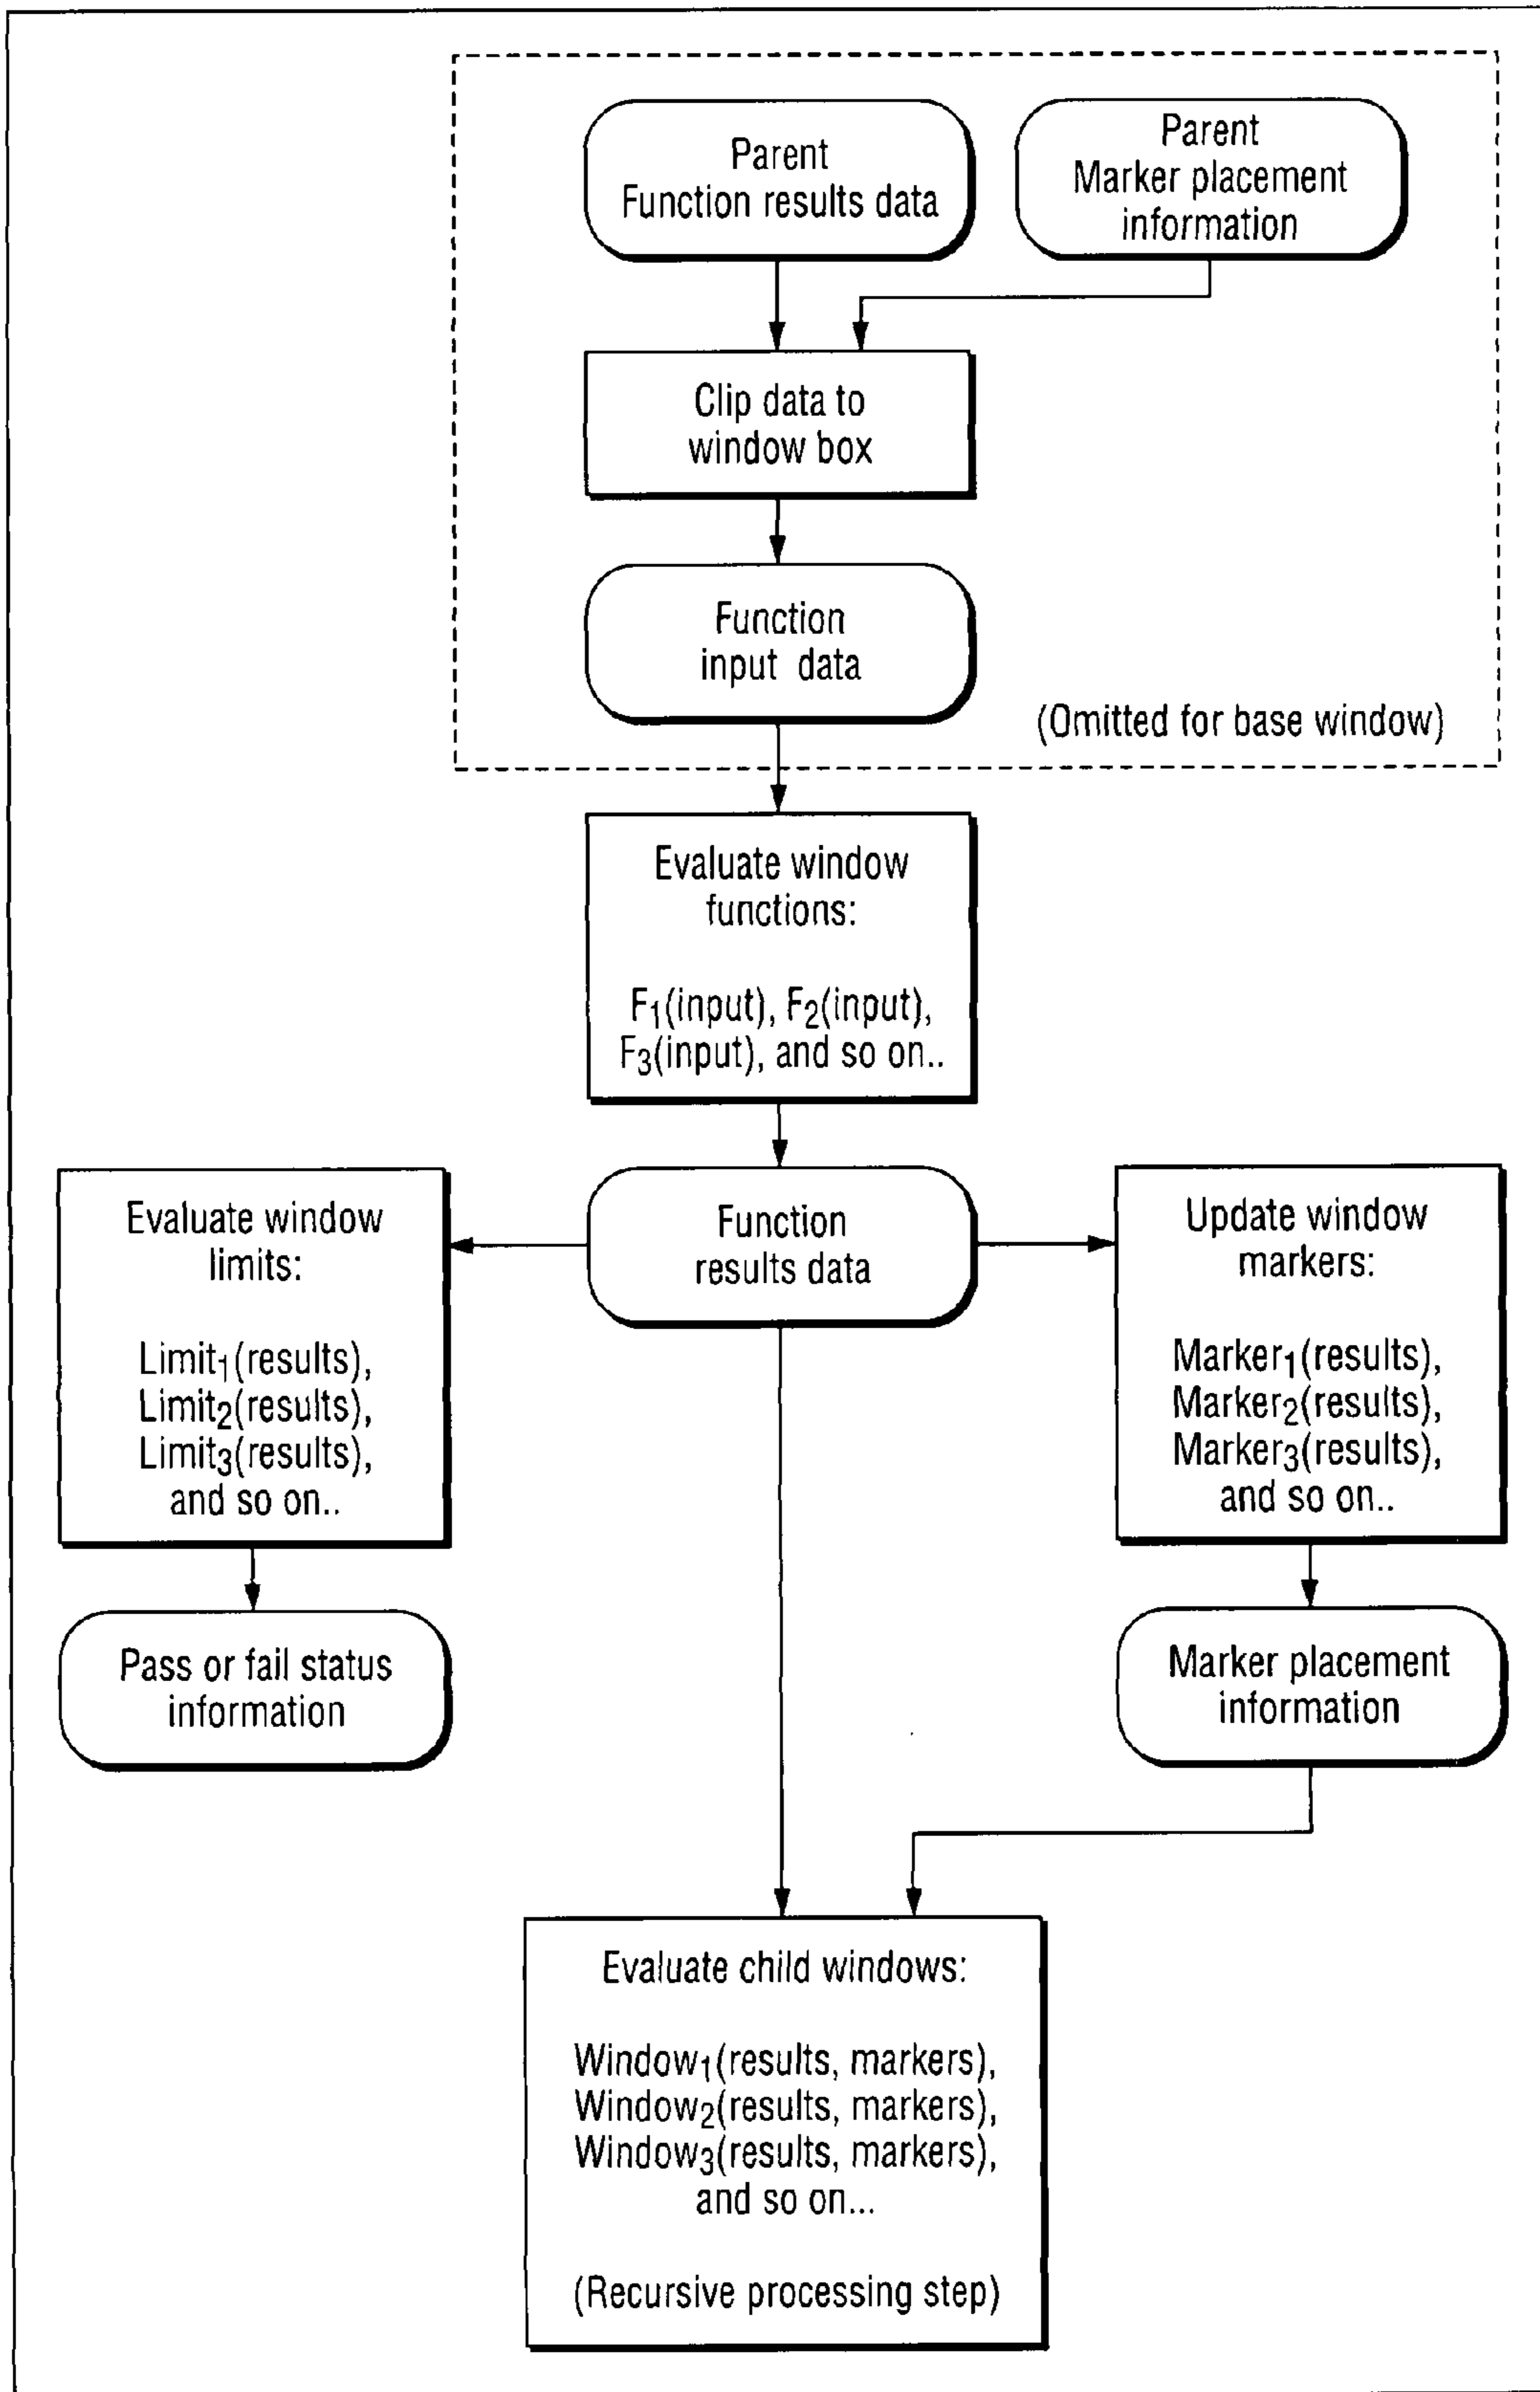 Parent
Function results data
Parent
Marker placement
information
Clip data to
window box
Function
input data
(Omitted for base window)
Evaluate window
functions:
F₁(input), F₂(input),
F₃(input), and so on..
Evaluate window
limits:
Limit₁(results),
Limit₂(results),
Limit₃(results),
and so on..
Function
results data
Update window
markers:
Marker₁(results),
Marker₂(results),
Marker₃(results),
and so on..
Pass or fail status
information
Marker placement
information
Evaluate child windows:
Window₁(results, markers),
Window₂(results, markers),
Window₃(results, markers),
and so on...
(Recursive processing step)